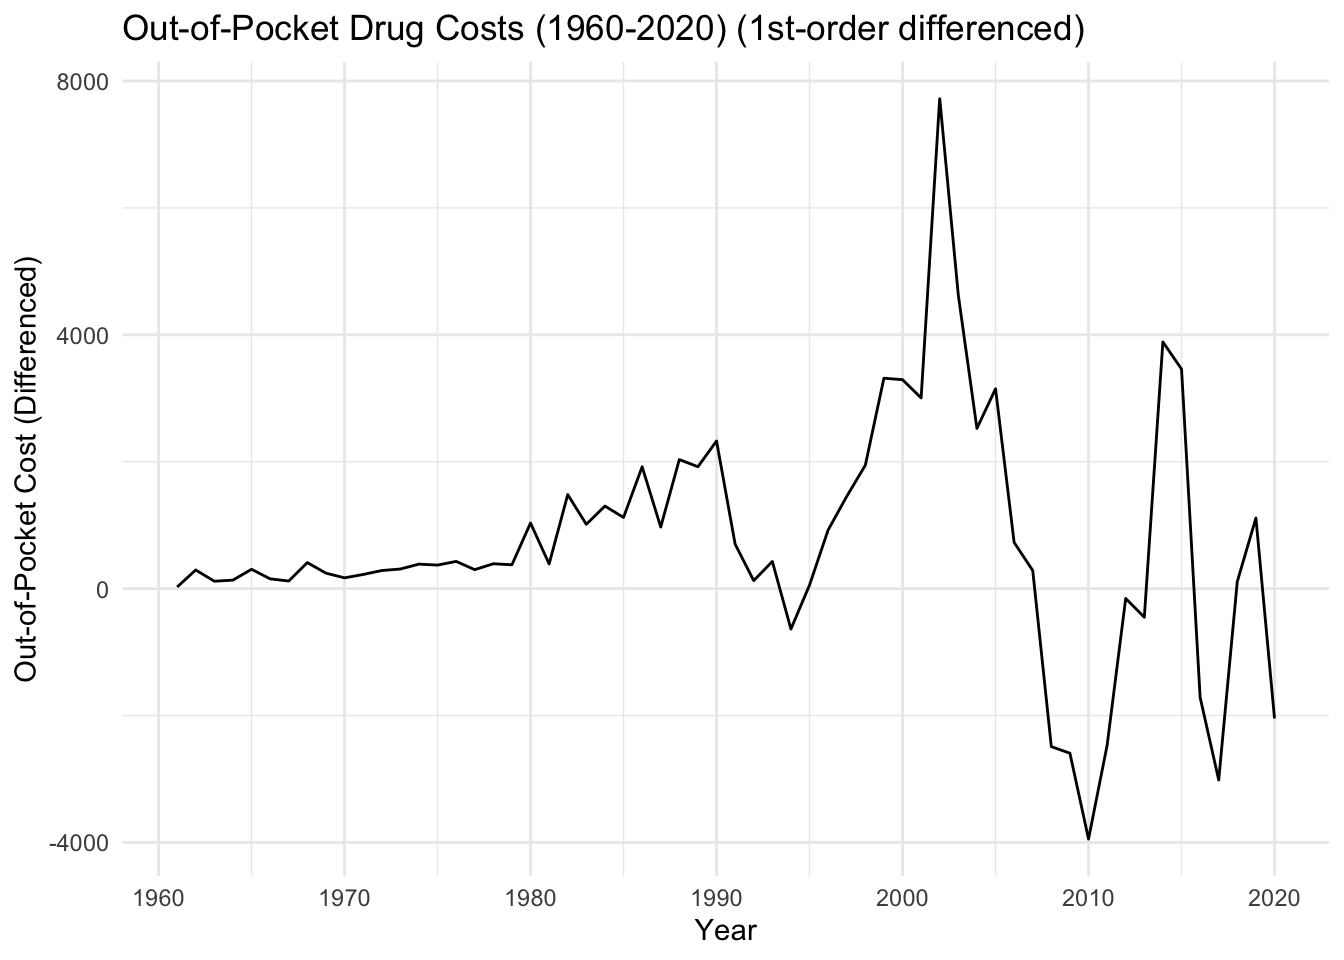 Out-of-Pocket Drug Costs (1960-2020) (1st-order differenced)
Out-of-Pocket Cost (Differenced)
8000
4000
0
-4000
1960 1970 1980 1990 2000 2010 2020
Year